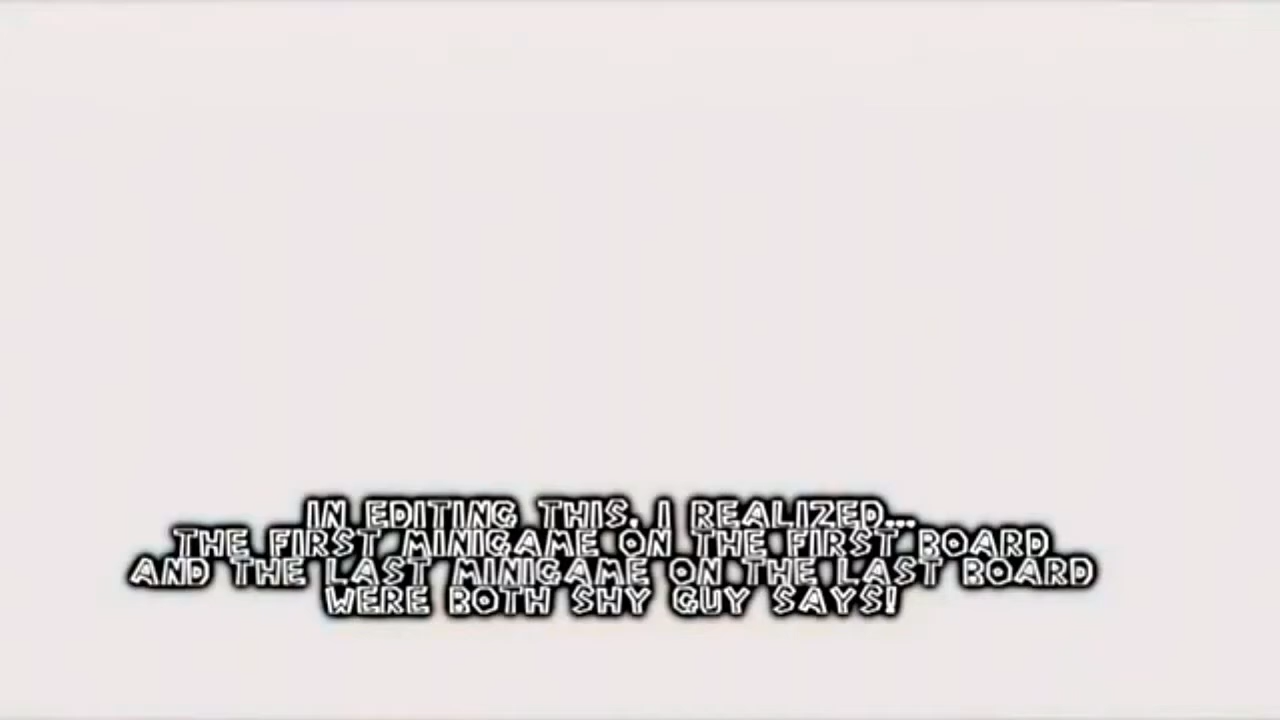 IN EDITING THIS, I REALIZED...
THE FIRST MINIGAME ON THE FIRST BOARD
AND THE LAST MINIGAME ON THE LAST BOARD
WERE BOTH SHY GUY SAYS!